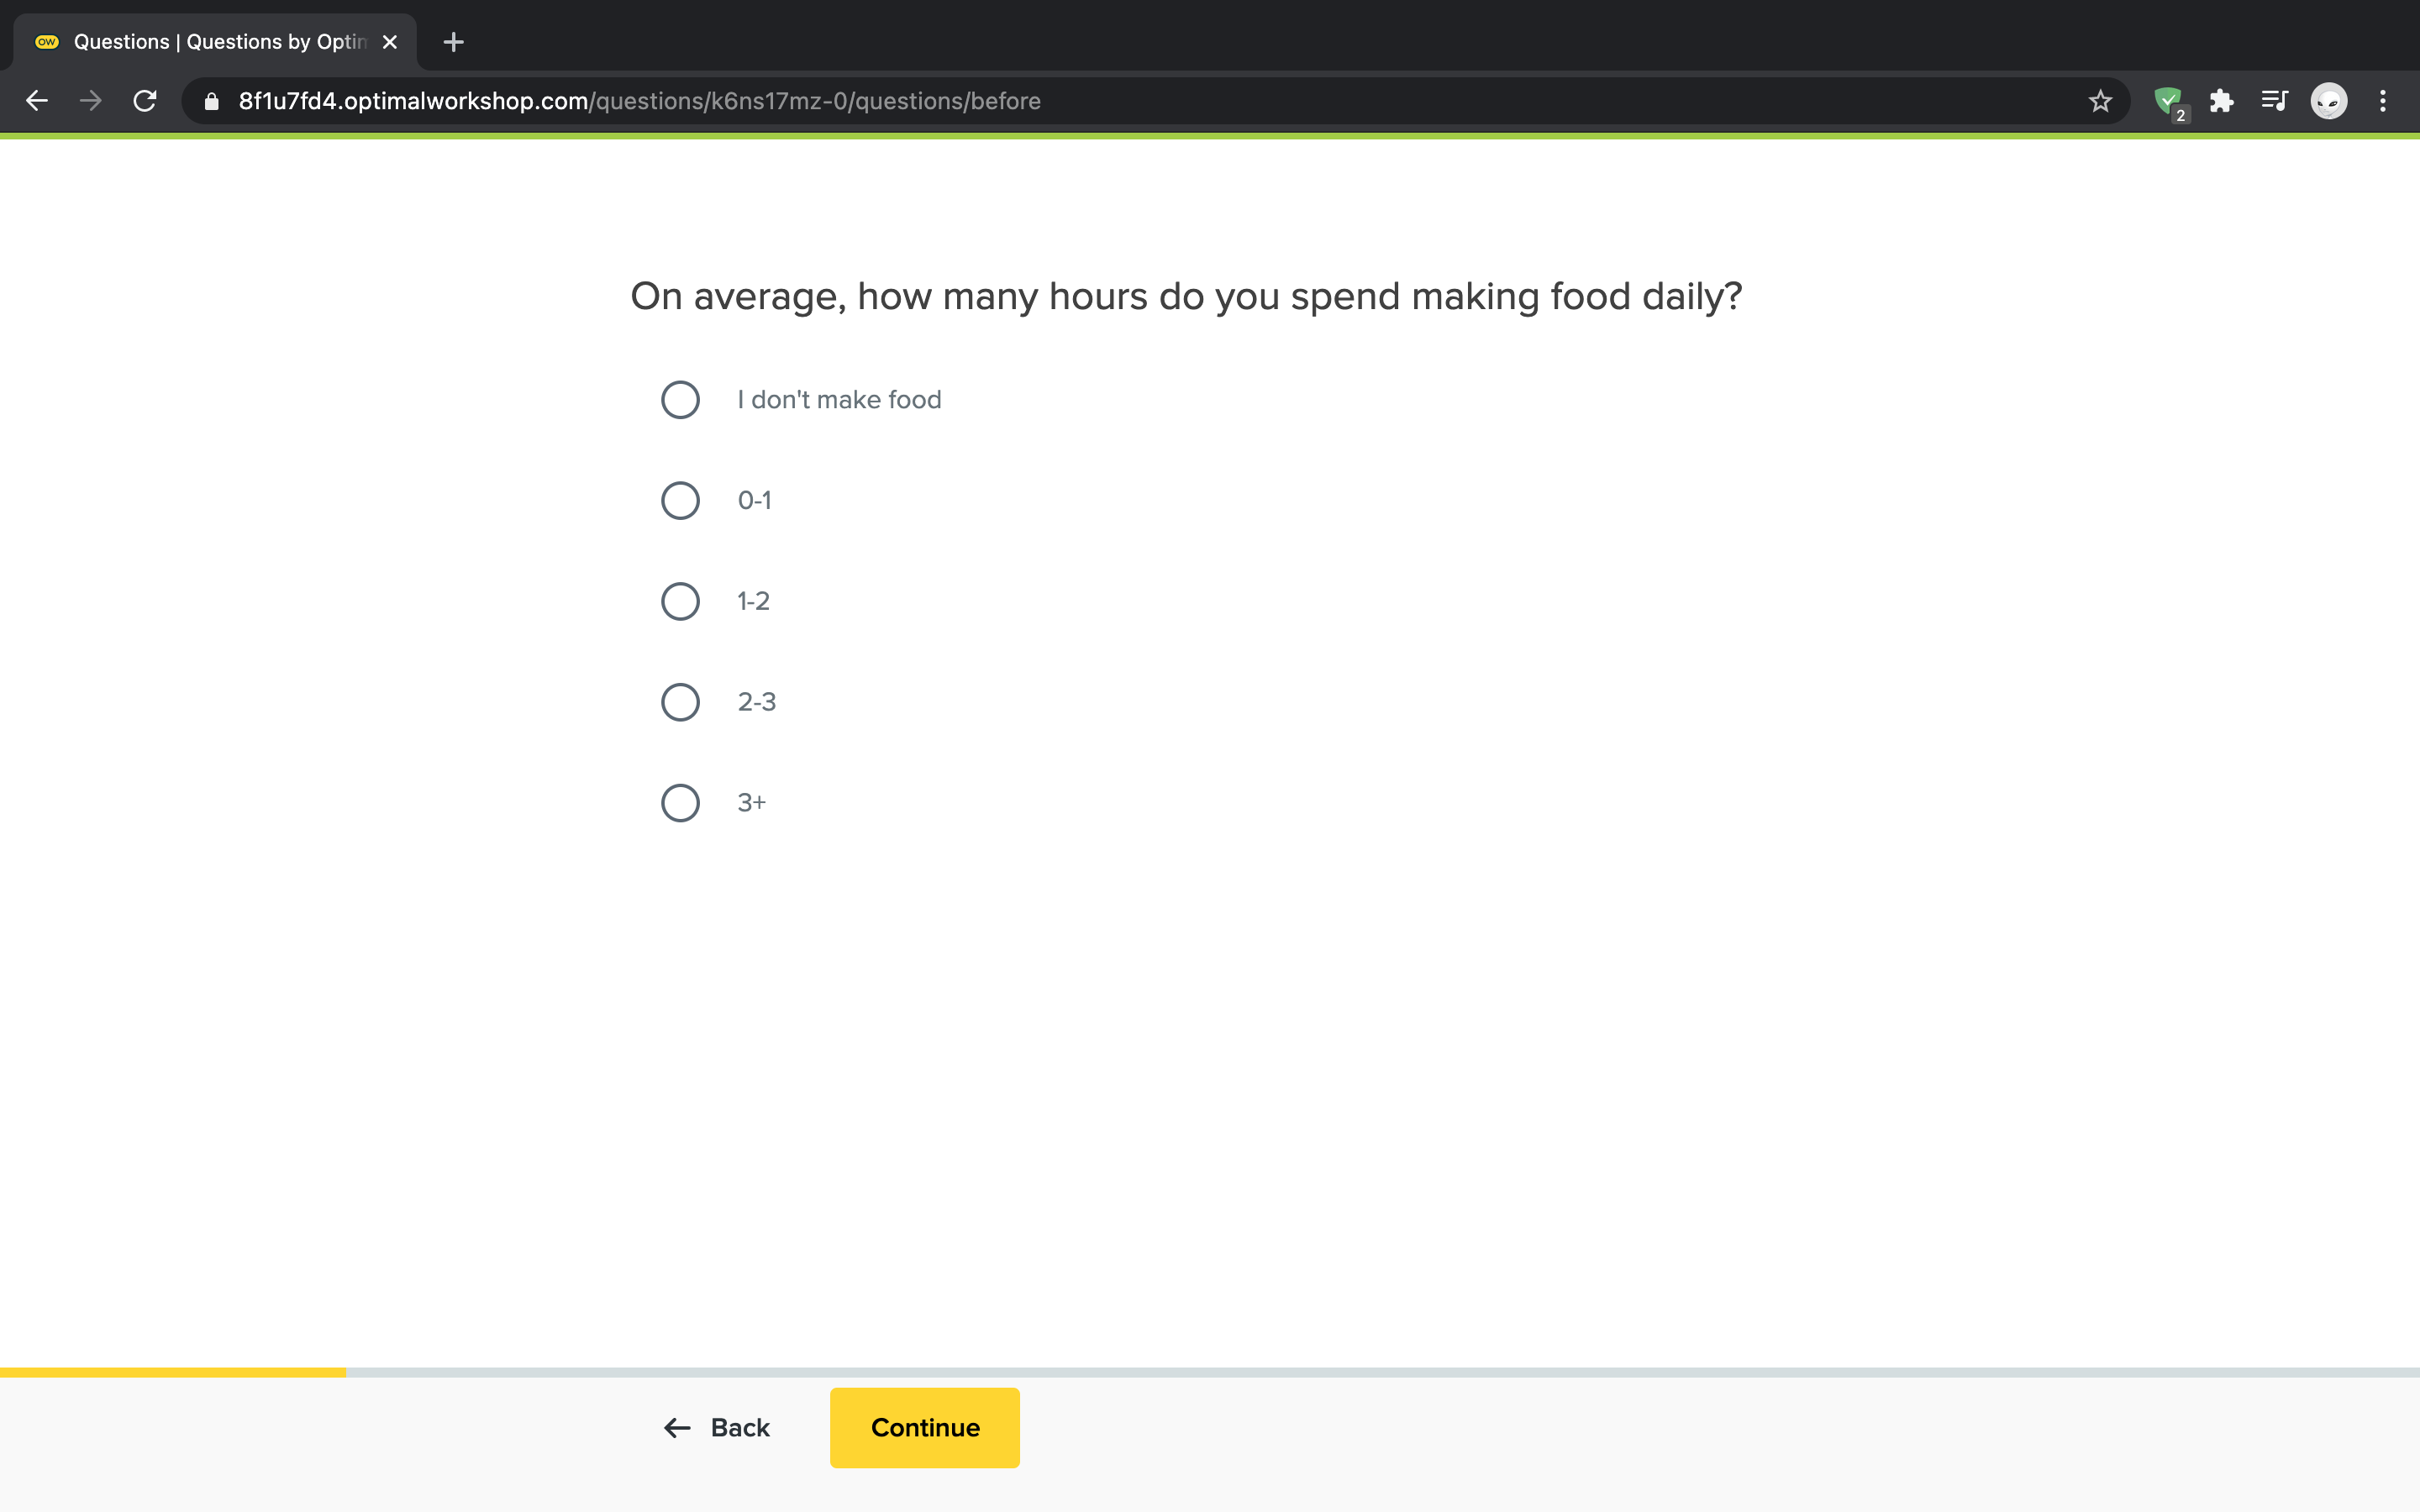 OW Questions | Questions by Optim
8f1u7fd4.optimalworkshop.com/questions/k6ns17mz-0/questions/before
2
On average, how many hours do you spend making food daily?
I don't make food
0-1
1-2
2-3
3+
Back
Continue